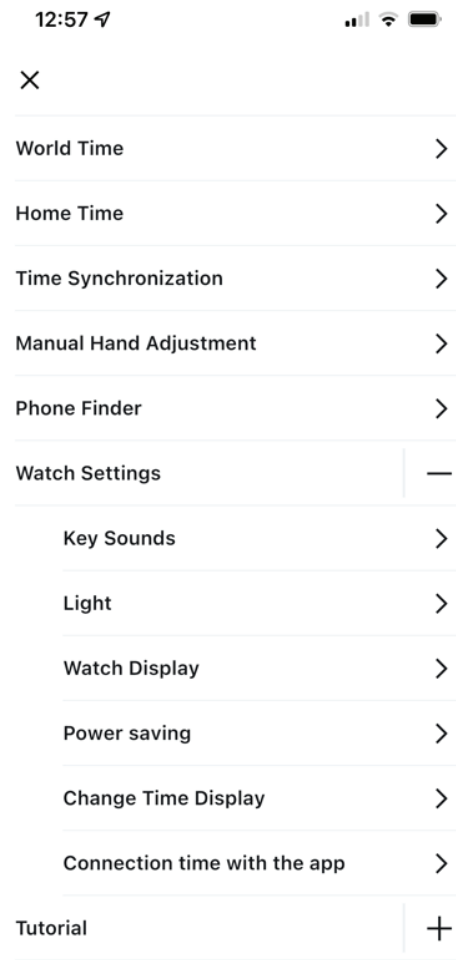 12:57
World Time
Home Time
Time Synchronization
Manual Hand Adjustment
Phone Finder
Watch Settings
Key Sounds
Light
Watch Display
Power saving
Change Time Display
Connection time with the app
Tutorial